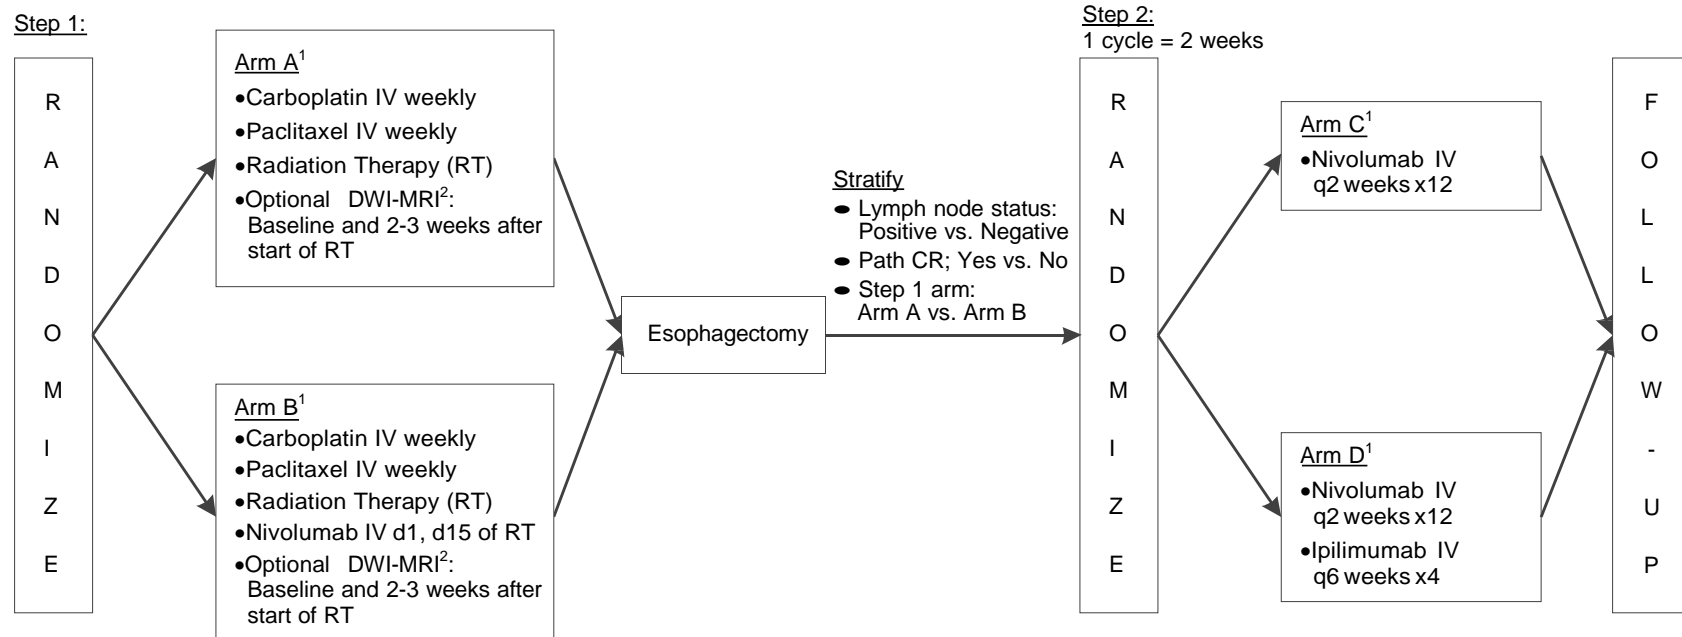 Step 1:
R
A
N
D
O
M
I
Z
E
Arm A¹
•Carboplatin IV weekly
•Paclitaxel IV weekly
•Radiation Therapy (RT)
•Optional DWI-MRI²:
Baseline and 2-3 weeks after
start of RT
Arm B¹
•Carboplatin IV weekly
•Paclitaxel IV weekly
•Radiation Therapy (RT)
•Nivolumab IV d1, d15 of RT
•Optional DWI-MRI²:
Baseline and 2-3 weeks after
start of RT
Esophagectomy
Stratify
• Lymph node status:
Positive vs. Negative
• Path CR; Yes vs. No
• Step 1 arm:
Arm A vs. Arm B
Step 2:
1 cycle = 2 weeks
R
A
N
D
O
M
I
Z
E
Arm C¹
•Nivolumab IV
q2 weeks x12
Arm D¹
•Nivolumab IV
q2 weeks x12
•Ipilimumab IV
q6 weeks x4
F
O
L
L
O
W
-
U
P